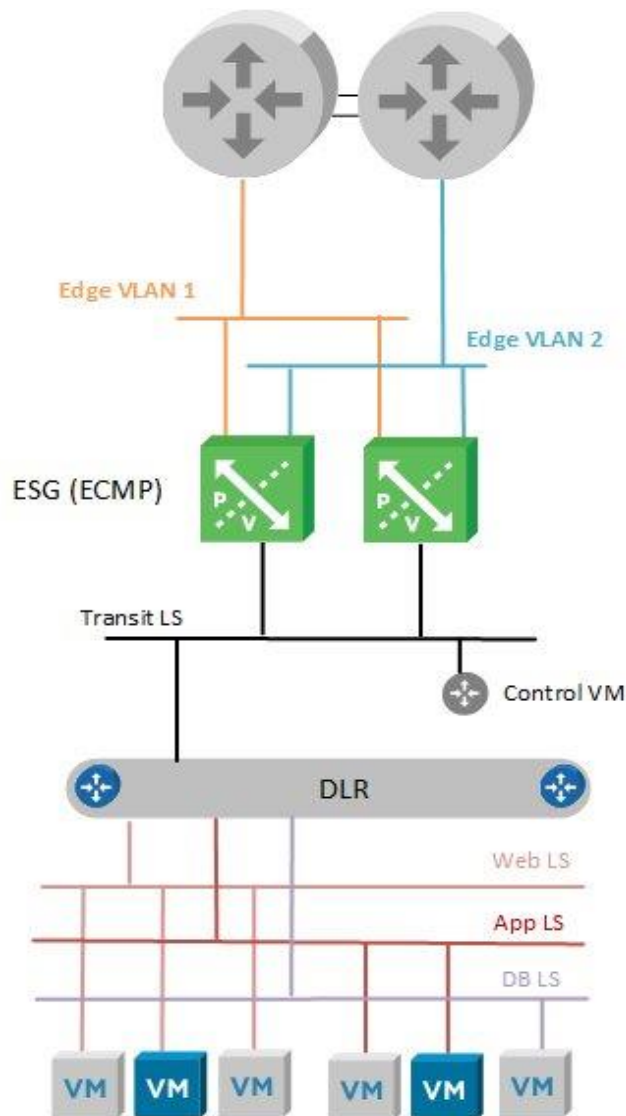 Edge VLAN 1
Edge VLAN 2
ESG (ECMP)
P
V
P
V
Transit LS
Control VM
DLR
Web LS
App LS
DB LS
VM VM VM VM VM VM